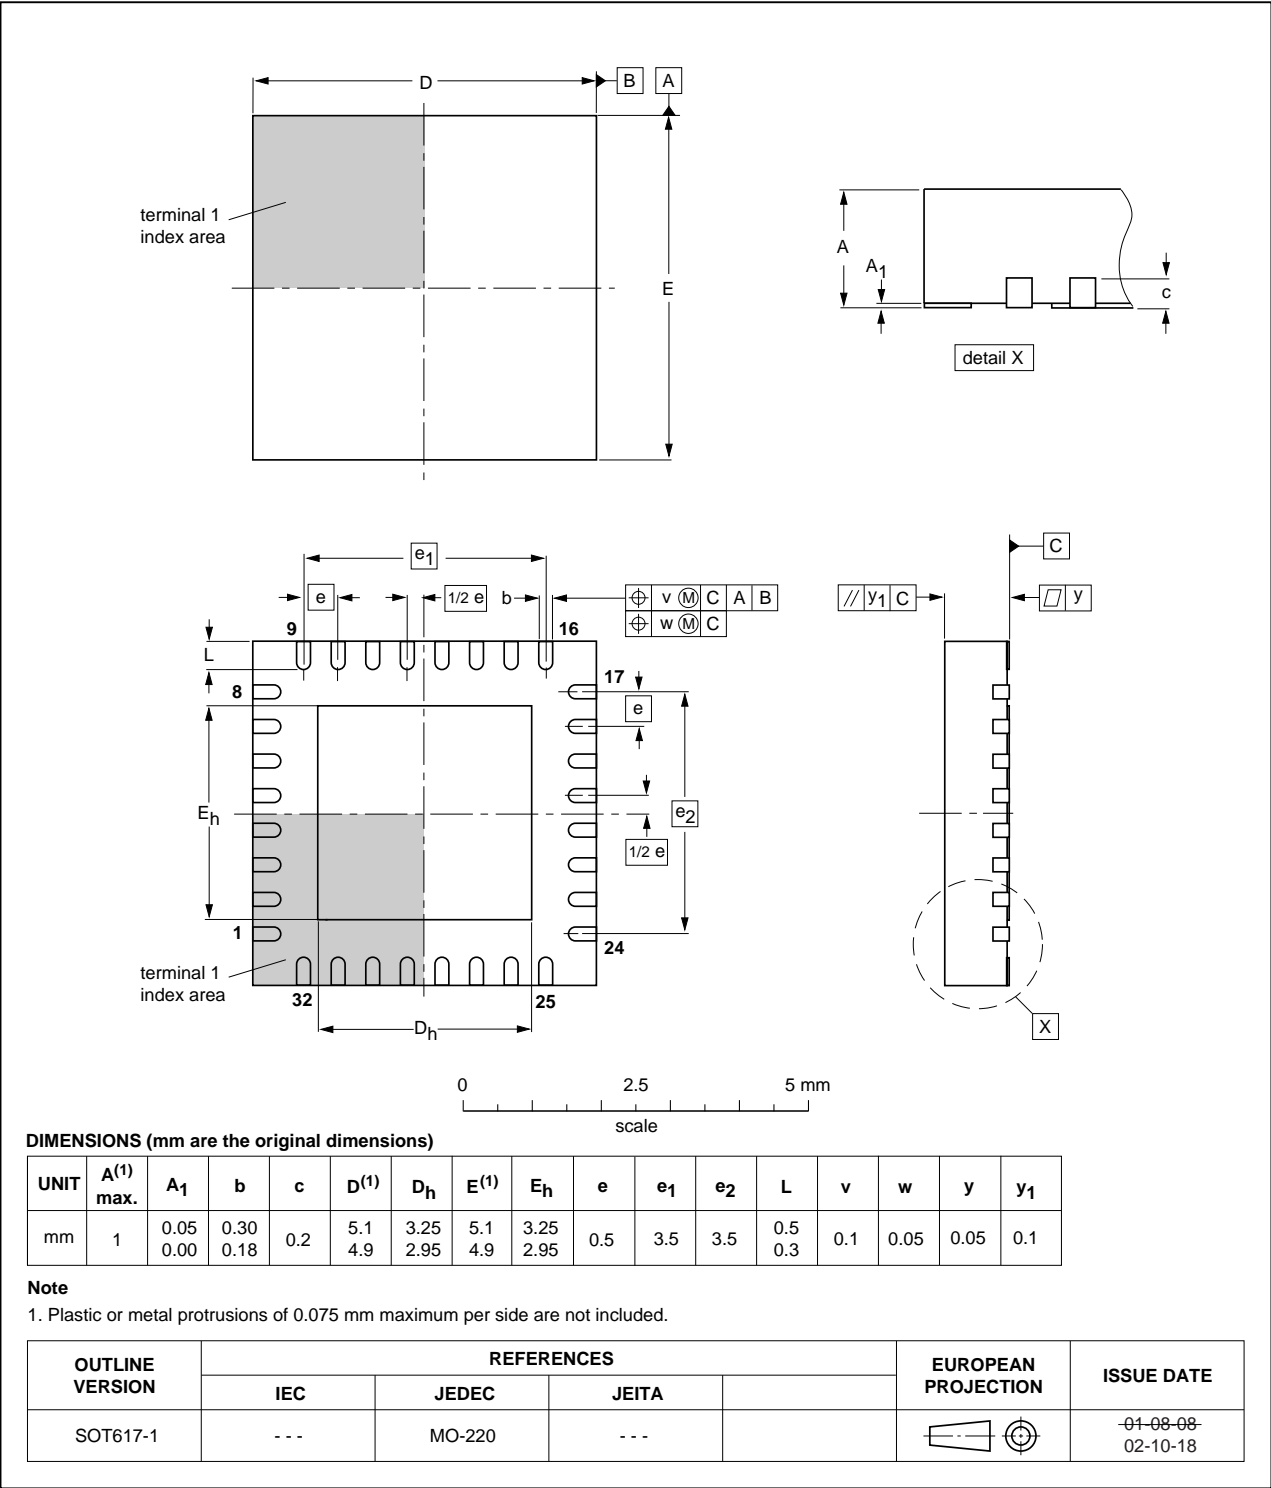 D
B
A
terminal 1
index area
E
A
A1
c
detail X
e1
C
e
1/2 e
b
v M C A B
w M C
// y1 C
y
9
16
L
8
17
e
Eh
e2
1/2 e
1
24
terminal 1
index area
32
25
X
Dh
0 2.5 5 mm
scale
DIMENSIONS (mm are the original dimensions)
UNIT A(1) max. A1 b c D(1) Dh E(1) Eh e e1 e2 L v w y y1
mm 1 0.05 0.00 0.30 0.18 0.2 5.1 4.9 3.25 2.95 5.1 4.9 3.25 2.95 0.5 3.5 3.5 0.5 0.3 0.1 0.05 0.05 0.1
Note
1. Plastic or metal protrusions of 0.075 mm maximum per side are not included.
OUTLINE VERSION REFERENCES EUROPEAN PROJECTION ISSUE DATE
IEC JEDEC JEITA
SOT617-1 - - - MO-220 - - - 01-08-08
02-10-18